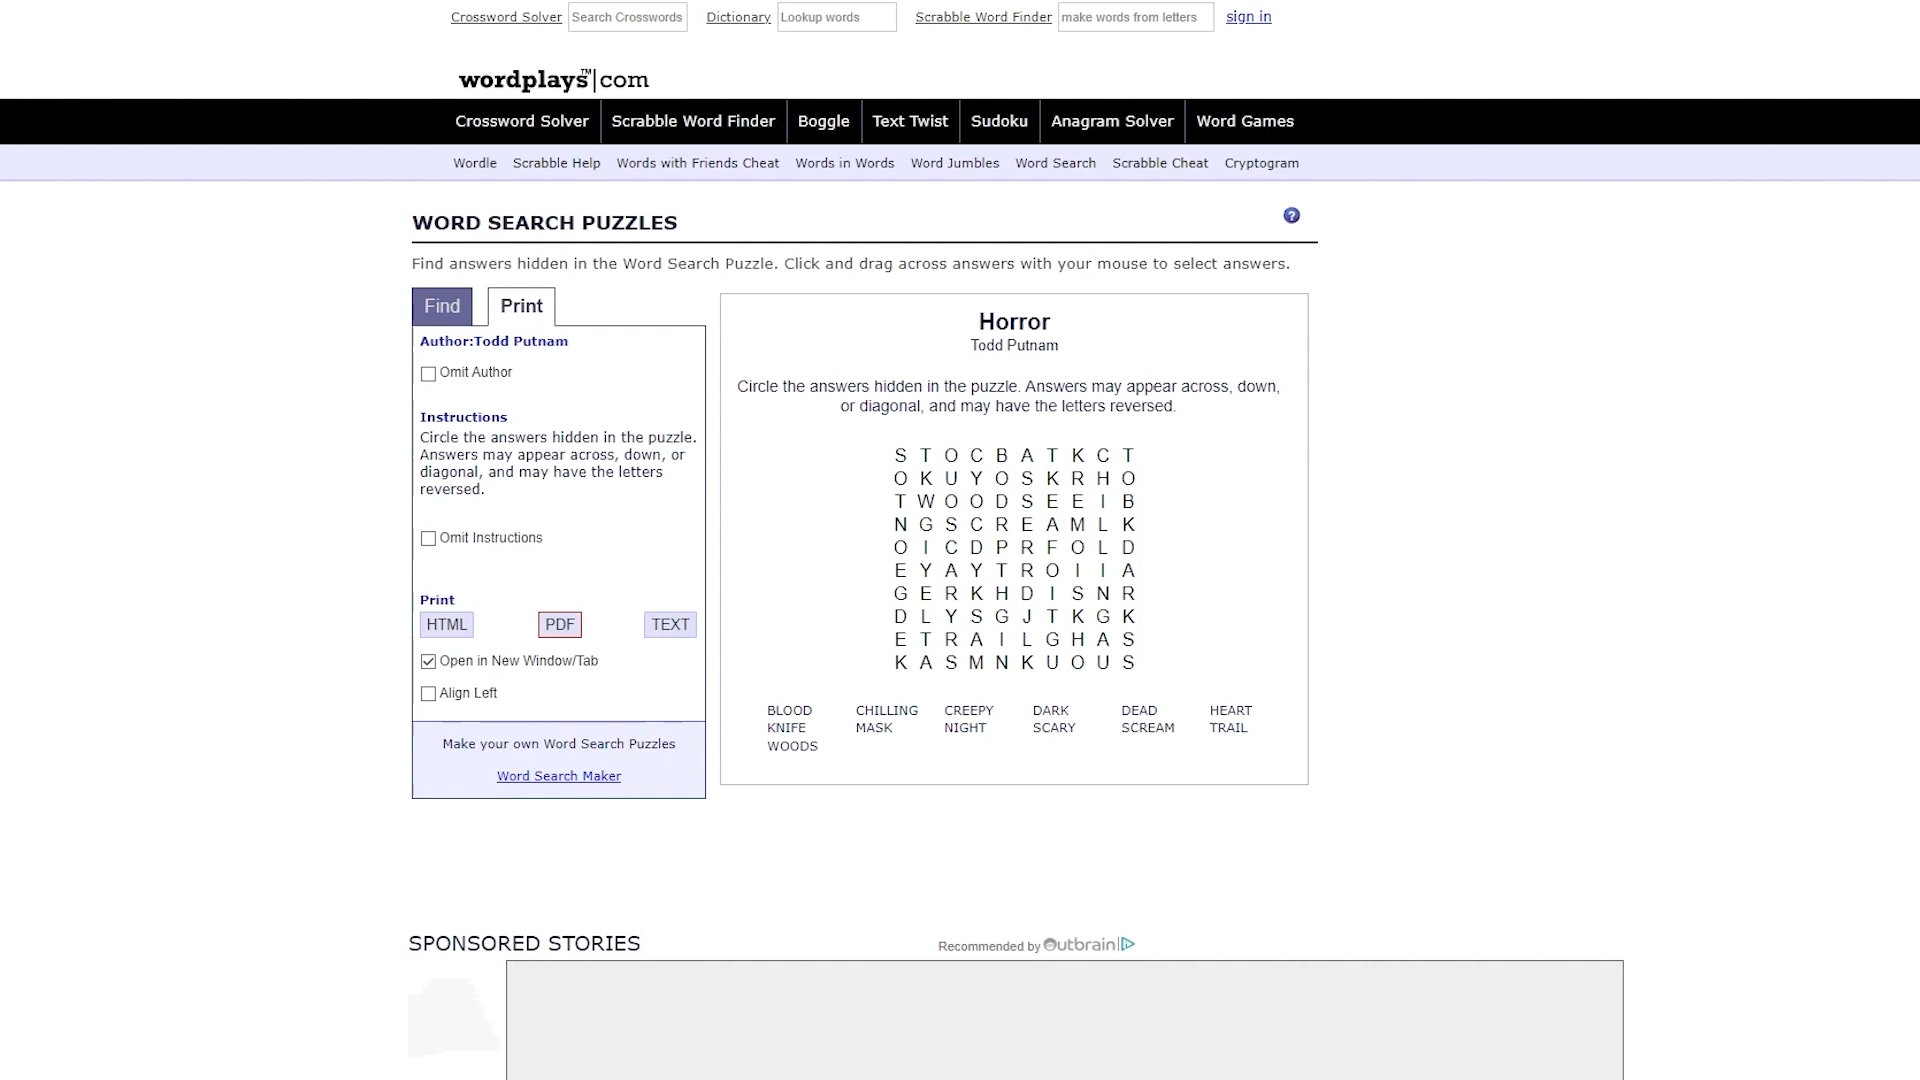 Crossword Solver Search Crosswords Dictionary Lookup words Scrabble Word Finder make words from letters sign in
wordplays™|com
Crossword Solver Scrabble Word Finder Boggle Text Twist Sudoku Anagram Solver Word Games
Wordle Scrabble Help Words with Friends Cheat Words in Words Word Jumbles Word Search Scrabble Cheat Cryptogram
WORD SEARCH PUZZLES ?
Find answers hidden in the Word Search Puzzle. Click and drag across answers with your mouse to select answers.
Find Print
Author:Todd Putnam
Omit Author
Instructions
Circle the answers hidden in the puzzle.
Answers may appear across, down, or
diagonal, and may have the letters
reversed.
Omit Instructions
Print
HTML PDF TEXT
Open in New Window/Tab
Align Left
Make your own Word Search Puzzles
Word Search Maker
Horror
Todd Putnam
Circle the answers hidden in the puzzle. Answers may appear across, down,
or diagonal, and may have the letters reversed.
S T O C B A T K C T
O K U Y O S K R H O
T W O O D S E E I B
N G S C R E A M L K
O I C D P R F O L D
E Y A Y T R O I I A
G E R K H D I S N R
D L Y S G J T K G K
E T R A I L G H A S
K A S M N K U O U S
BLOOD CHILLING CREEPY DARK DEAD HEART
KNIFE MASK NIGHT SCARY SCREAM TRAIL
WOODS
SPONSORED STORIES
Recommended by Outbrain